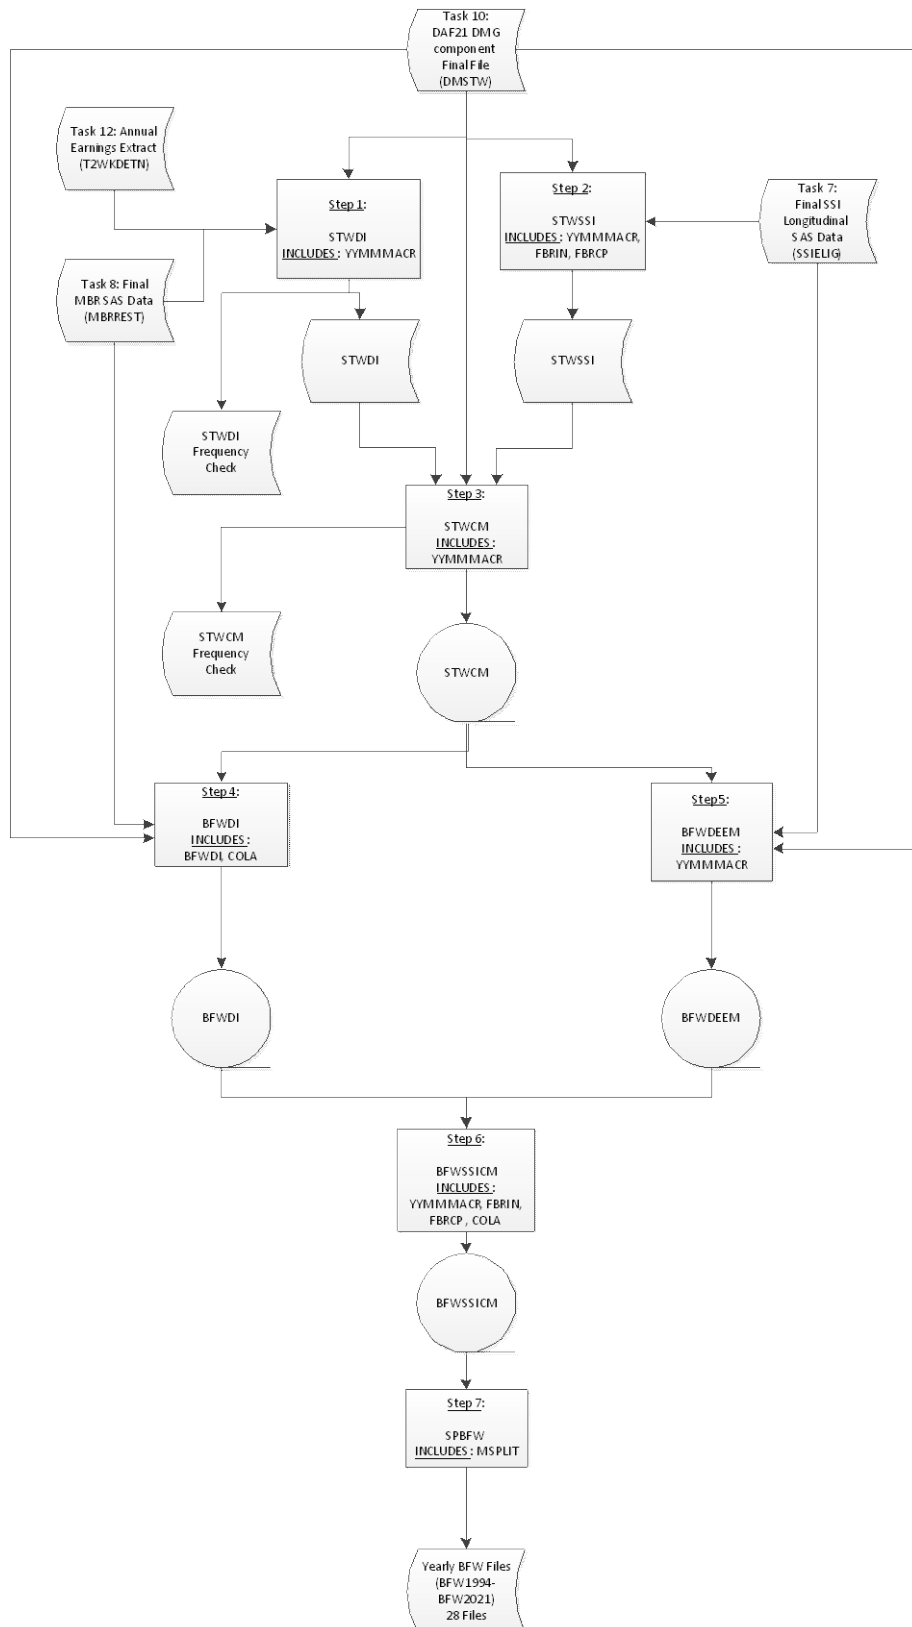 Task 10:
DAF21 DMG
component
Final File
(DMSTW)
Task 12: Annual
Earnings Extract
(T2WKDETN)
Step 1:
STWDI
INCLUDES: YYMMMACR
Step 2:
STWSSI
INCLUDES: YYMMMACR,
FBRIN, FBRCP
Task 7:
Final SSI
Longitudinal
SAS Data
(SSIELIG)
Task 8: Final
MBR SAS Data
(MBRREST)
STWDI
STWSSI
STWDI
Frequency
Check
Step 3:
STWCM
INCLUDES:
YYMMMACR
STWCM
Frequency
Check
STWCM
Step 4:
BFWDI
INCLUDES:
BFWDI, COLA
Step5:
BFWDEEM
INCLUDES:
YYMMMACR
BFWDI
BFWDEEM
Step 6:
BFWSSICM
INCLUDES:
YYMMMACR, FBRIN,
FBRCP, COLA
BFWSSICM
Step 7:
SPBFW
INCLUDES: MSPLIT
Yearly BFW Files
(BFW1994-
BFW2021)
28 Files